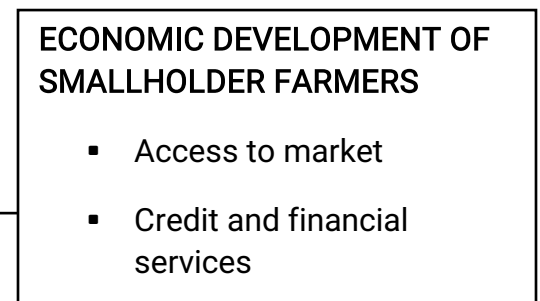 ECONOMIC DEVELOPMENT OF
SMALLHOLDER FARMERS
▪ Access to market
▪ Credit and financial
services